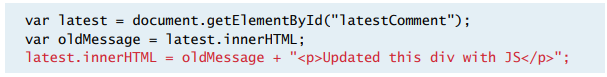 var latest = document.getElementById("latestComment");
var oldMessage = latest.innerHTML;
latest.innerHTML = oldMessage + "<p>Updated this div with JS</p>";